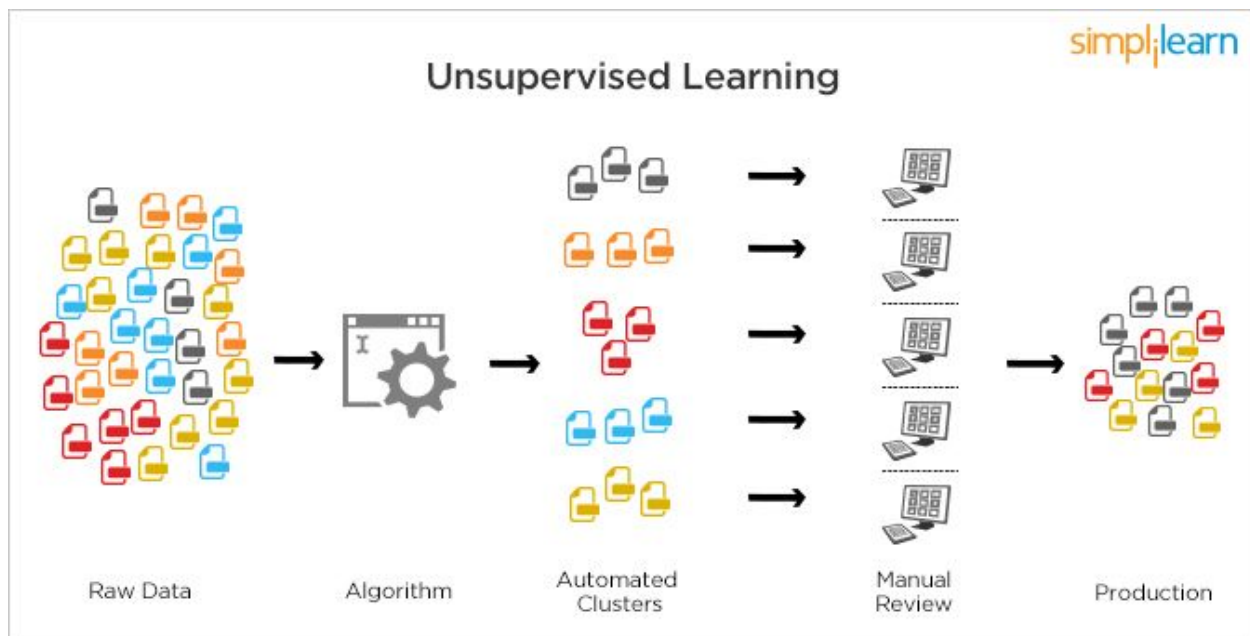 simplilearn
Unsupervised Learning
Raw Data
Algorithm
Automated
Clusters
Manual
Review
Production